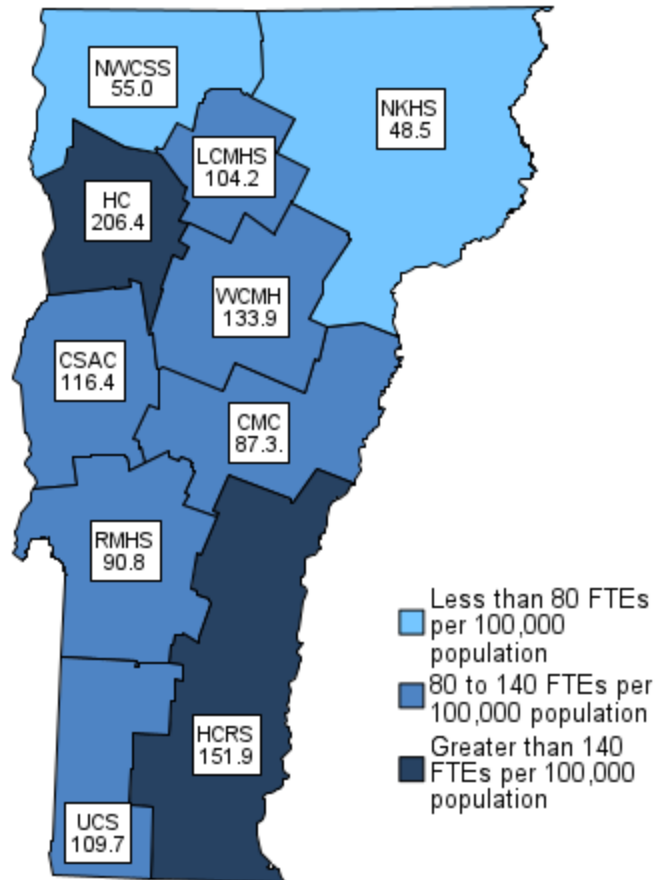 NWCSS
55.0
NKHS
48.5
LCMHS
104.2
HC
206.4
WCMH
133.9
CSAC
116.4
CMC
87.3.
RMHS
90.8
HCRS
151.9
UCS
109.7
Less than 80 FTEs
per 100,000
population
80 to 140 FTEs per
100,000 population
Greater than 140
FTEs per 100,000
population